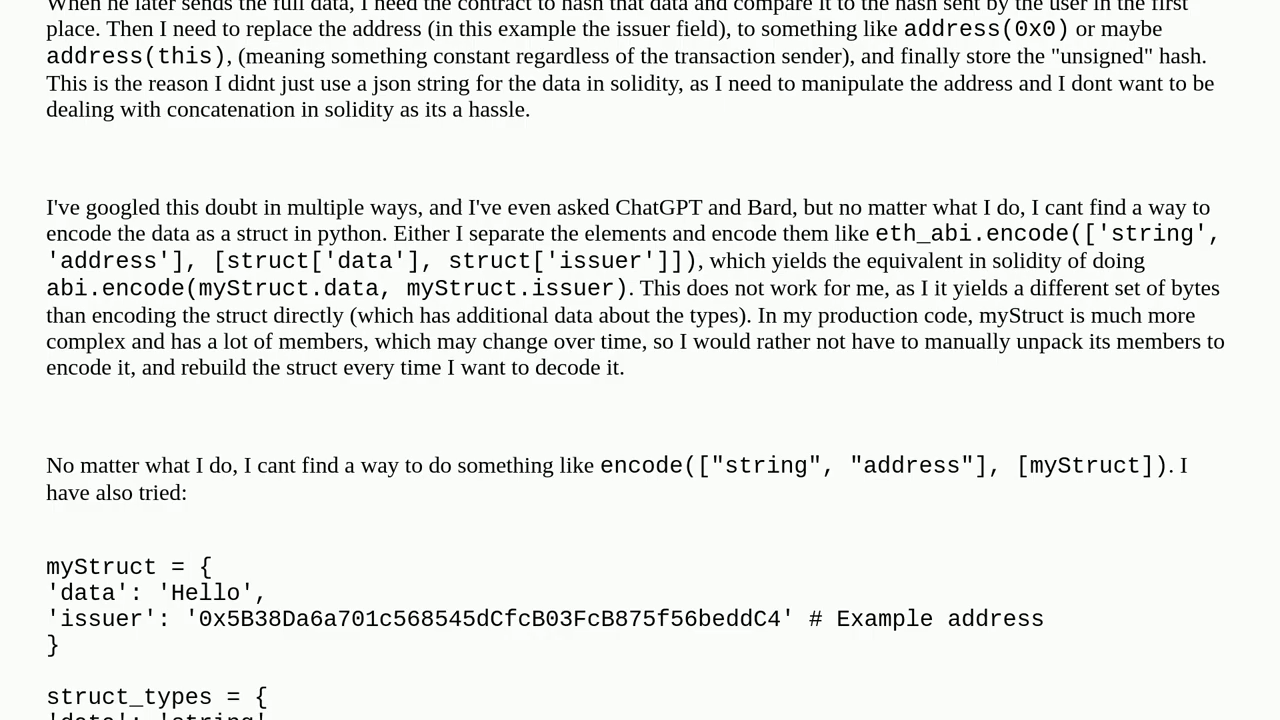 When he later sends the full data, I need the contract to hash that data and compare it to the hash sent by the user in the first
place. Then I need to replace the address (in this example the issuer field), to something like address(0x0) or maybe
address(this), (meaning something constant regardless of the transaction sender), and finally store the "unsigned" hash.
This is the reason I didnt just use a json string for the data in solidity, as I need to manipulate the address and I dont want to be
dealing with concatenation in solidity as its a hassle.
I've googled this doubt in multiple ways, and I've even asked ChatGPT and Bard, but no matter what I do, I cant find a way to
encode the data as a struct in python. Either I separate the elements and encode them like eth_abi.encode(['string',
'address'], [struct['data'], struct['issuer']]), which yields the equivalent in solidity of doing
abi.encode(myStruct.data, myStruct.issuer). This does not work for me, as I it yields a different set of bytes
than encoding the struct directly (which has additional data about the types). In my production code, myStruct is much more
complex and has a lot of members, which may change over time, so I would rather not have to manually unpack its members to
encode it, and rebuild the struct every time I want to decode it.
No matter what I do, I cant find a way to do something like encode(["string", "address"], [myStruct]). I
have also tried:
myStruct = {
'data': 'Hello',
'issuer': '0x5B38Da6a701c568545dCfcB03FcB875f56beddC4' # Example address
}
struct_types = {
'data': 'string'